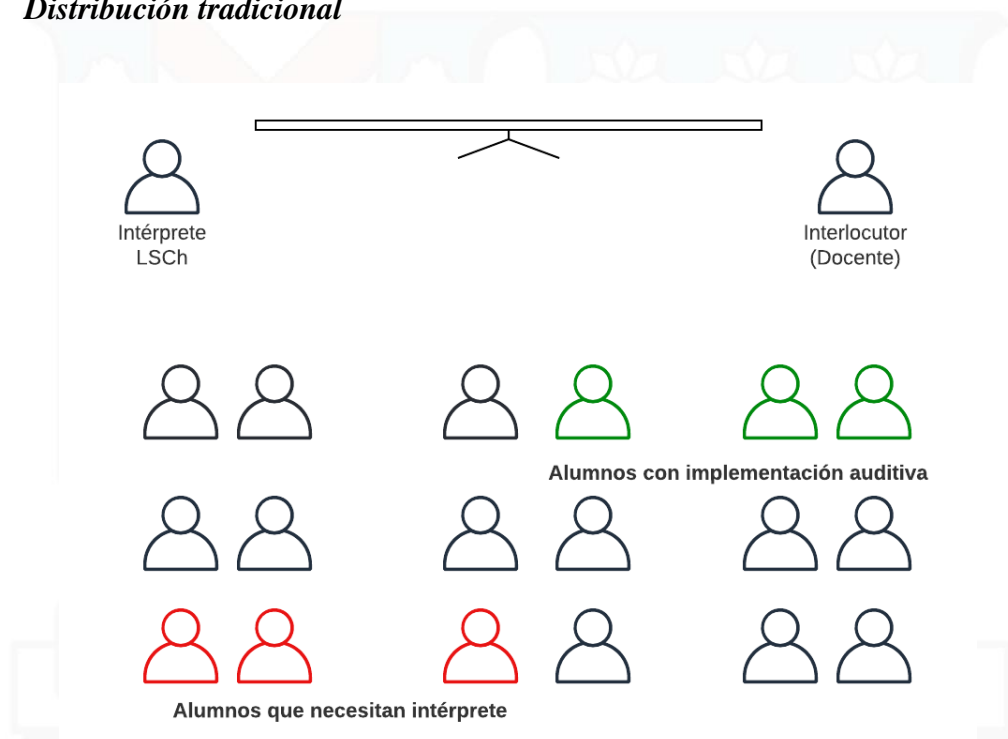 Distribución tradicional
Intérprete
LSCh
Interlocutor
(Docente)
Alumnos con implementación auditiva
Alumnos que necesitan intérprete